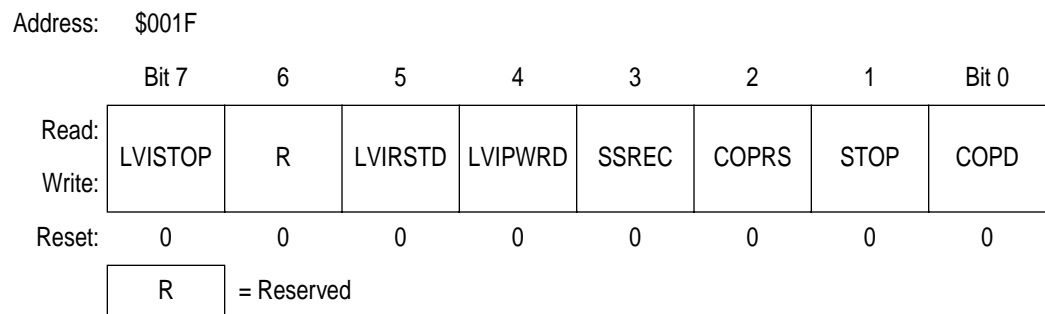 Address: $001F
Bit 7 6 5 4 3 2 1 Bit 0
Read:
LVISTOP R LVIRSTD LVIPWRD SSREC COPRS STOP COPD
Write:
Reset: 0 0 0 0 0 0 0 0
R = Reserved